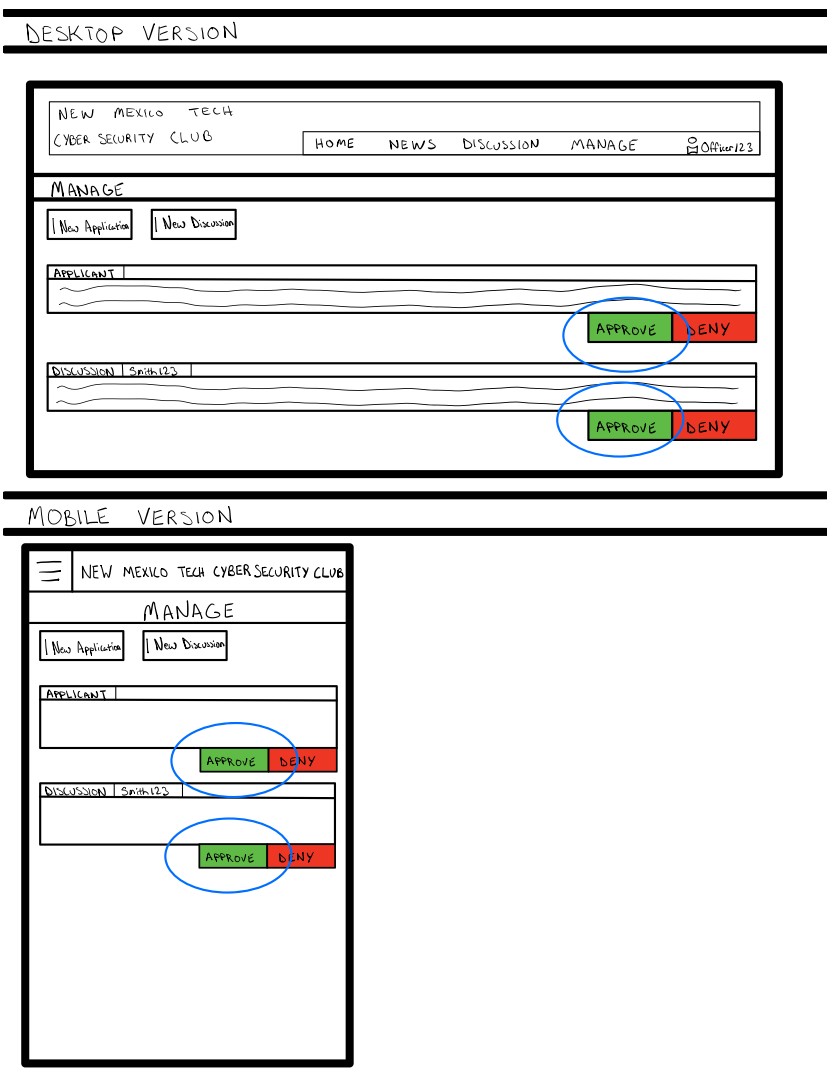 DESKTOP VERSION
NEW MEXICO TECH
CYBER SECURITY CLUB
HOME NEWS DISCUSSION MANAGE Officer123
MANAGE
1 New Application 1 New Discussion
APPLICANT
APPROVE DENY
DISCUSSION Smith123
APPROVE DENY
MOBILE VERSION
NEW MEXICO TECH CYBER SECURITY CLUB
MANAGE
1 New Application 1 New Discussion
APPLICANT
APPROVE DENY
DISCUSSION Smith123
APPROVE DENY